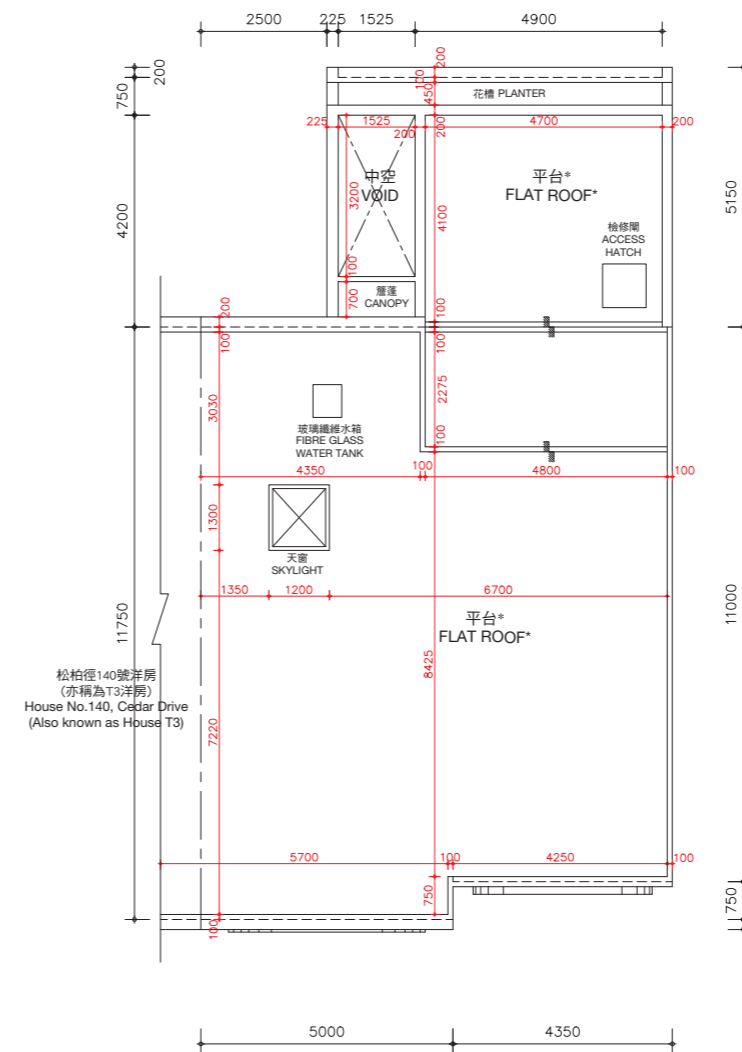 2500
225
1525
4900
200
750
200
100
450
花槽 PLANTER
225
1525
200
200
4700
200
中空
VOID
平台*
FLAT ROOF*
3200
4100
4200
5150
檢修閘
ACCESS
HATCH
100
簷蓬
CANOPY
700
200
100
100
100
2275
3030
玻璃纖維水箱
FIBRE GLASS
WATER TANK
100
4350
100
4800
100
1300
天窗
SKYLIGHT
1350
1200
6700
平台*
FLAT ROOF*
11750
11000
8425
松柏徑140號洋房
(亦稱為T3洋房)
House No.140, Cedar Drive
(Also known as House T3)
7220
5700
100
4250
100
750
750
100
5000
4350